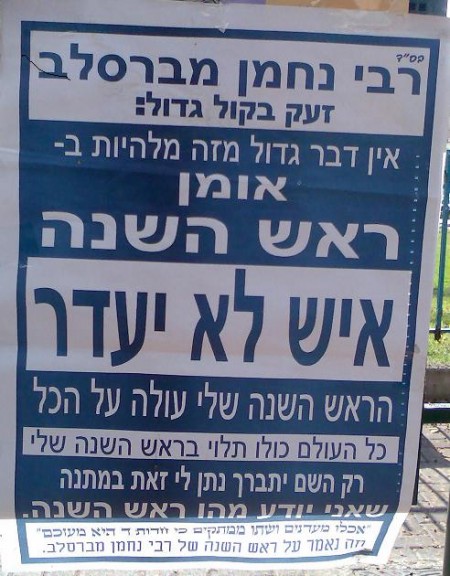 בס"ד
רבי נחמן מברסלב
זעק בקול גדול:
אין דבר גדול מזה מלהיות ב-
אומן
ראש השנה
איש לא יעדר
הראש השנה שלי עולה על הכל
כל העולם כולו תלוי בראש השנה שלי
רק השם יתברך נתן לי זאת במתנה
שאני יודע מהו ראש השנה.
"אכלו מעדנים ושתו ממתקים כי חדות ד היא מעוכם"
וזה נאמר על ראש השנה של רבי נחמן מברסלב.